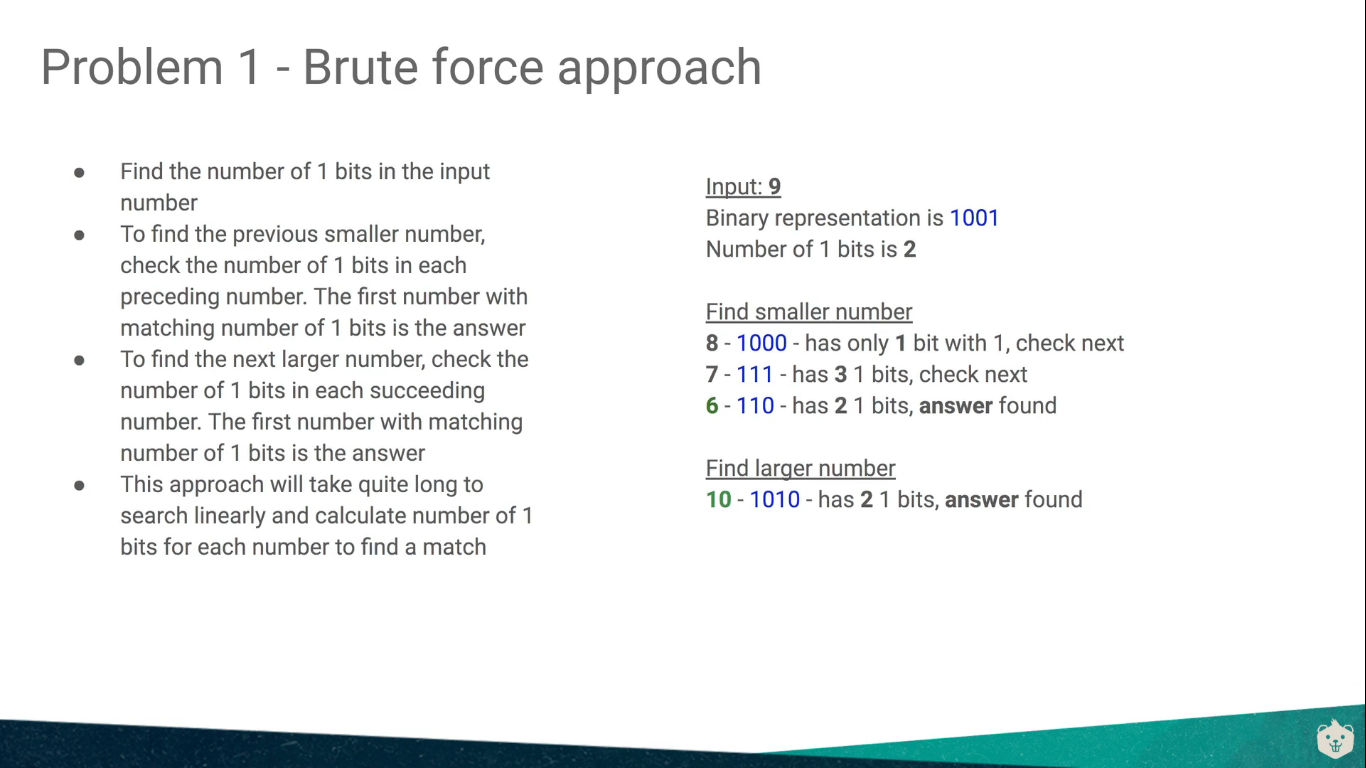 Problem 1 - Brute force approach
● Find the number of 1 bits in the input
number
● To find the previous smaller number,
check the number of 1 bits in each
preceding number. The first number with
matching number of 1 bits is the answer
● To find the next larger number, check the
number of 1 bits in each succeeding
number. The first number with matching
number of 1 bits is the answer
● This approach will take quite long to
search linearly and calculate number of 1
bits for each number to find a match
Input: 9
Binary representation is 1001
Number of 1 bits is 2
Find smaller number
8 - 1000 - has only 1 bit with 1, check next
7 - 111 - has 3 1 bits, check next
6 - 110 - has 2 1 bits, answer found
Find larger number
10 - 1010 - has 2 1 bits, answer found